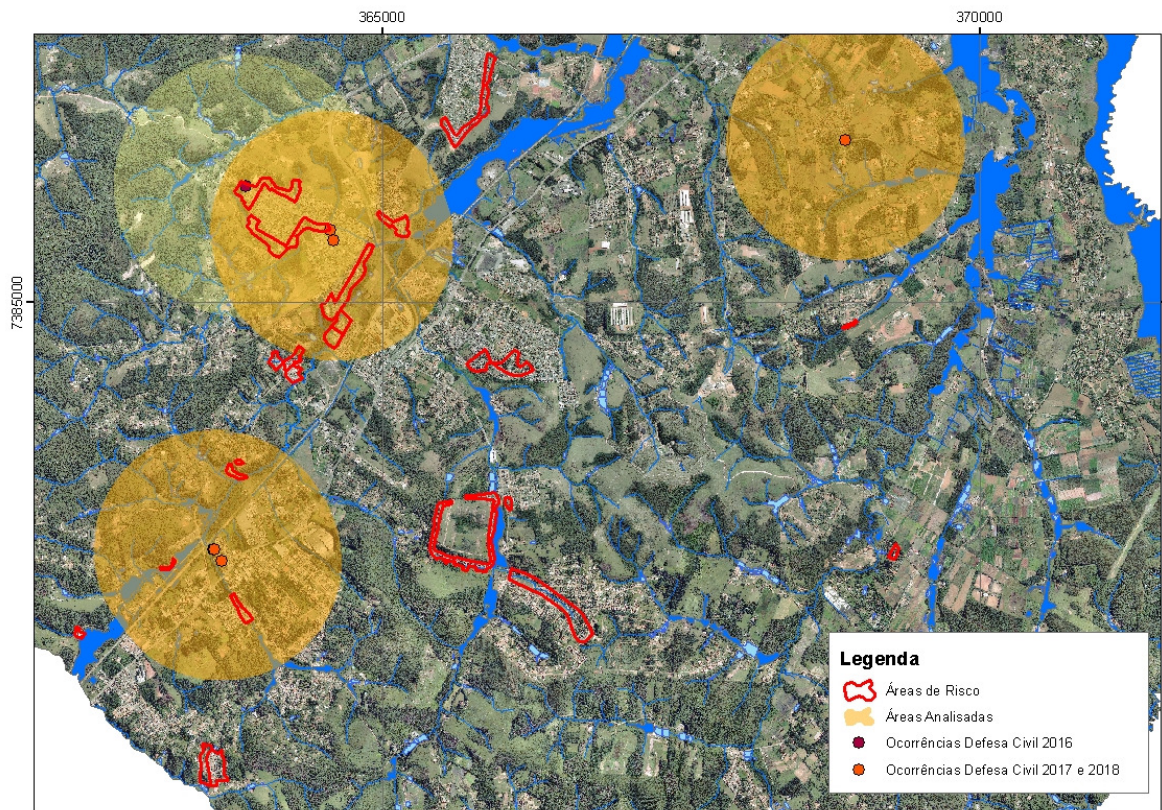 365000
370000
7385000
Legenda
Áreas de Risco
Áreas Analisadas
Ocorrências Defesa Civil 2016
Ocorrências Defesa Civil 2017 e 2018